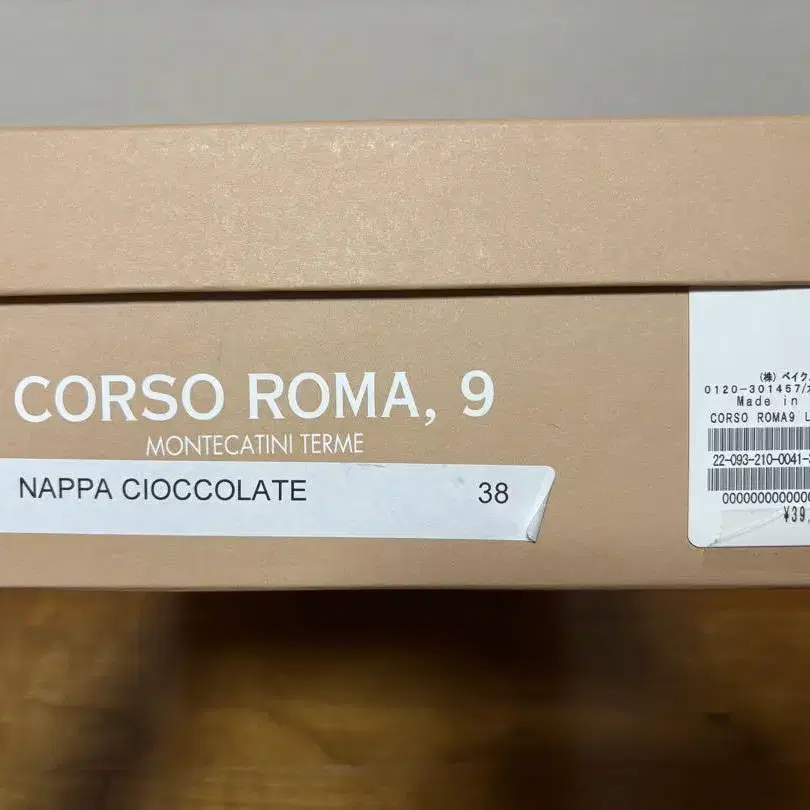 CORSO ROMA, 9
MONTECATINI TERME
NAPPA CIOCCOLATE 38
(株) ベイク
0120-301457/
Made in
CORSO ROMA9 L
22-093-210-0041-
0000000000000
¥39,